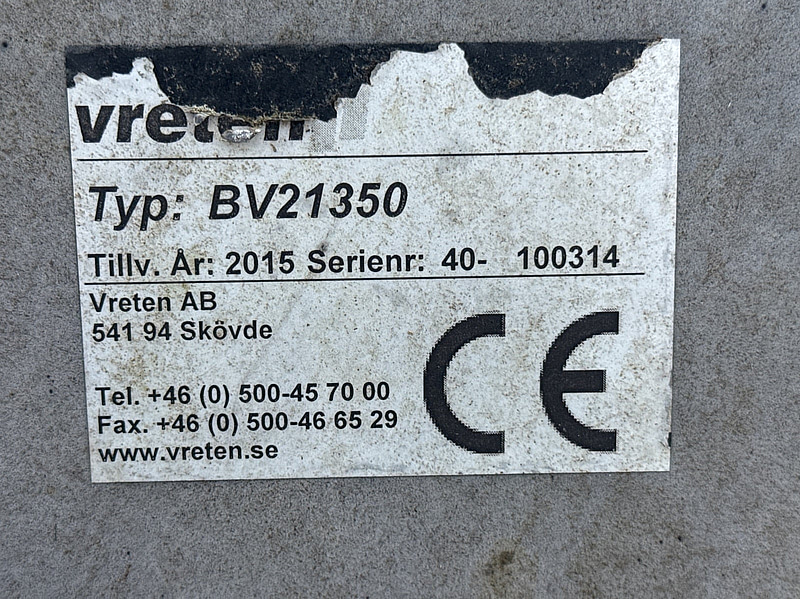 vreten
Typ: BV21350
Tillv. År: 2015 Serienr: 40- 100314
Vreten AB
541 94 Skövde
Tel. +46 (0) 500-45 70 00
Fax. +46 (0) 500-46 65 29
www.vreten.se
CE